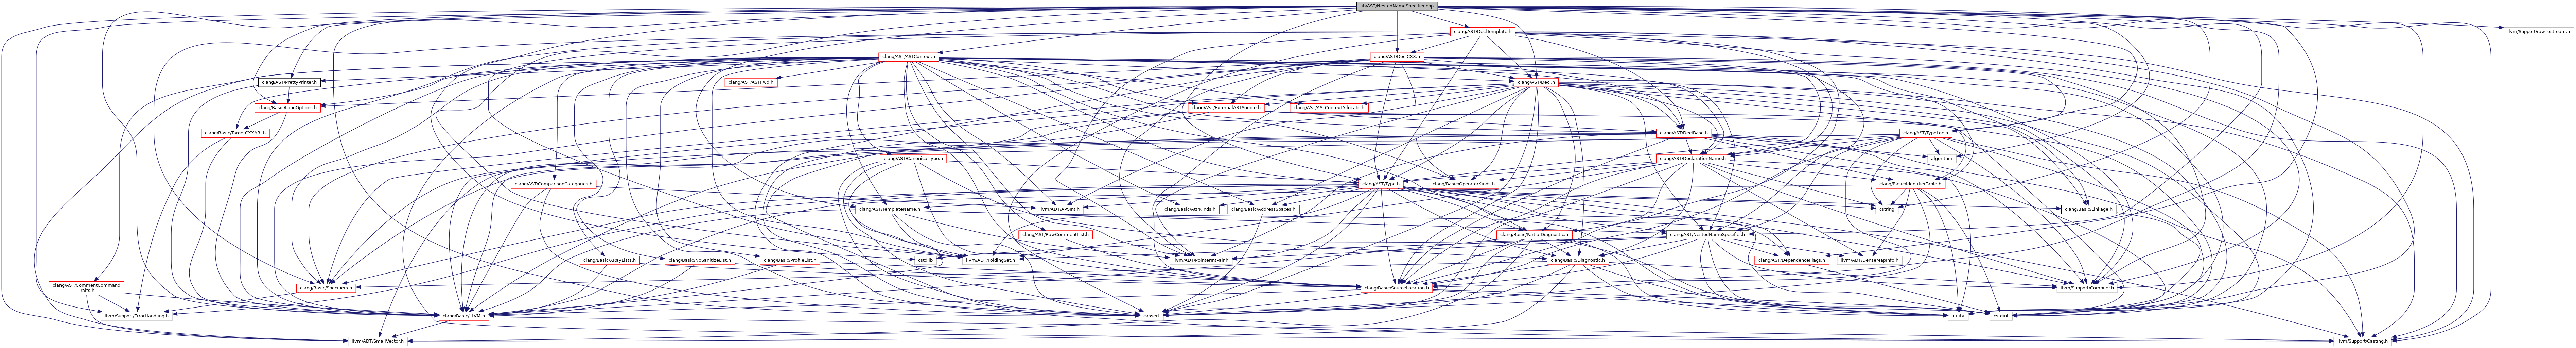 lib/AST/NestedNameSpecifier.cpp
clang/AST/DeclTemplate.h
llvm/Support/raw_ostream.h
clang/AST/ASTContext.h
clang/AST/DeclCXX.h
clang/AST/PrettyPrinter.h
clang/AST/ASTFwd.h
clang/AST/Decl.h
clang/Basic/LangOptions.h
clang/AST/ExternalASTSource.h
clang/AST/ASTContextAllocate.h
clang/Basic/TargetCXXABI.h
clang/AST/DeclBase.h
clang/AST/TypeLoc.h
clang/AST/CanonicalType.h
clang/AST/DeclarationName.h
algorithm
clang/AST/ComparisonCategories.h
clang/AST/Type.h
clang/Basic/OperatorKinds.h
clang/Basic/IdentifierTable.h
clang/AST/TemplateName.h
llvm/ADT/APSInt.h
clang/Basic/AttrKinds.h
clang/Basic/AddressSpaces.h
cstring
clang/Basic/Linkage.h
clang/AST/RawCommentList.h
clang/Basic/PartialDiagnostic.h
clang/AST/NestedNameSpecifier.h
clang/Basic/XRayLists.h
clang/Basic/NoSanitizeList.h
clang/Basic/ProfileList.h
cstdlib
llvm/ADT/FoldingSet.h
llvm/ADT/PointerIntPair.h
clang/Basic/Diagnostic.h
clang/AST/DependenceFlags.h
llvm/ADT/DenseMapInfo.h
clang/AST/CommentCommand
Traits.h
clang/Basic/Specifiers.h
clang/Basic/SourceLocation.h
llvm/Support/Compiler.h
llvm/Support/ErrorHandling.h
clang/Basic/LLVM.h
cassert
utility
cstdint
llvm/ADT/SmallVector.h
llvm/Support/Casting.h